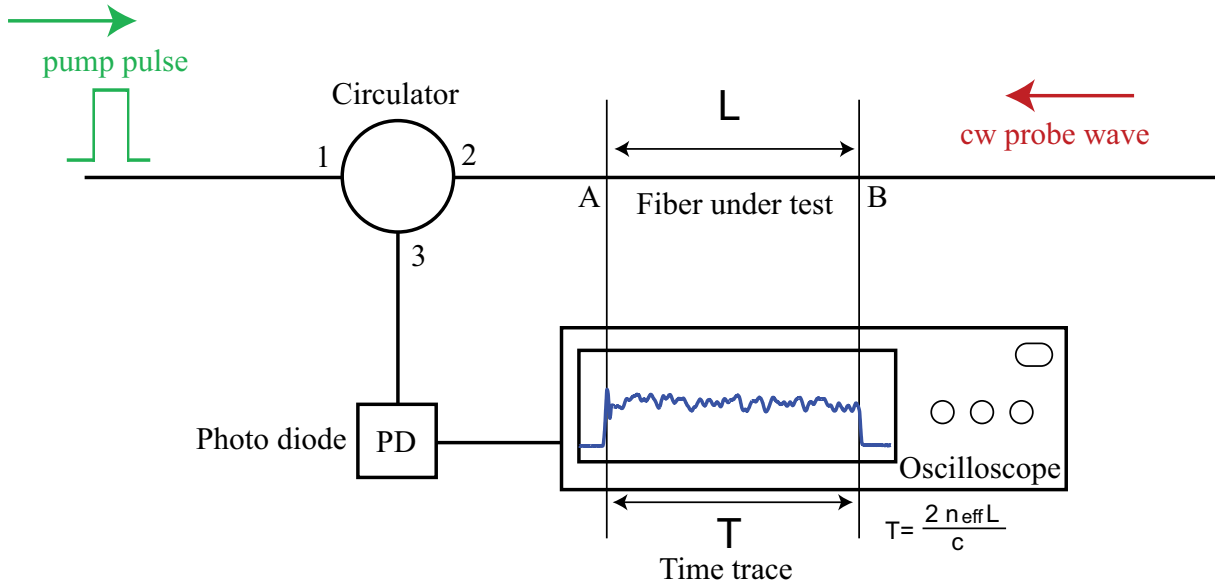 pump pulse
Circulator
L
cw probe wave
1
2
A
Fiber under test
B
3
Photo diode
PD
Oscilloscope
T
T= 2 n eff L / c
Time trace